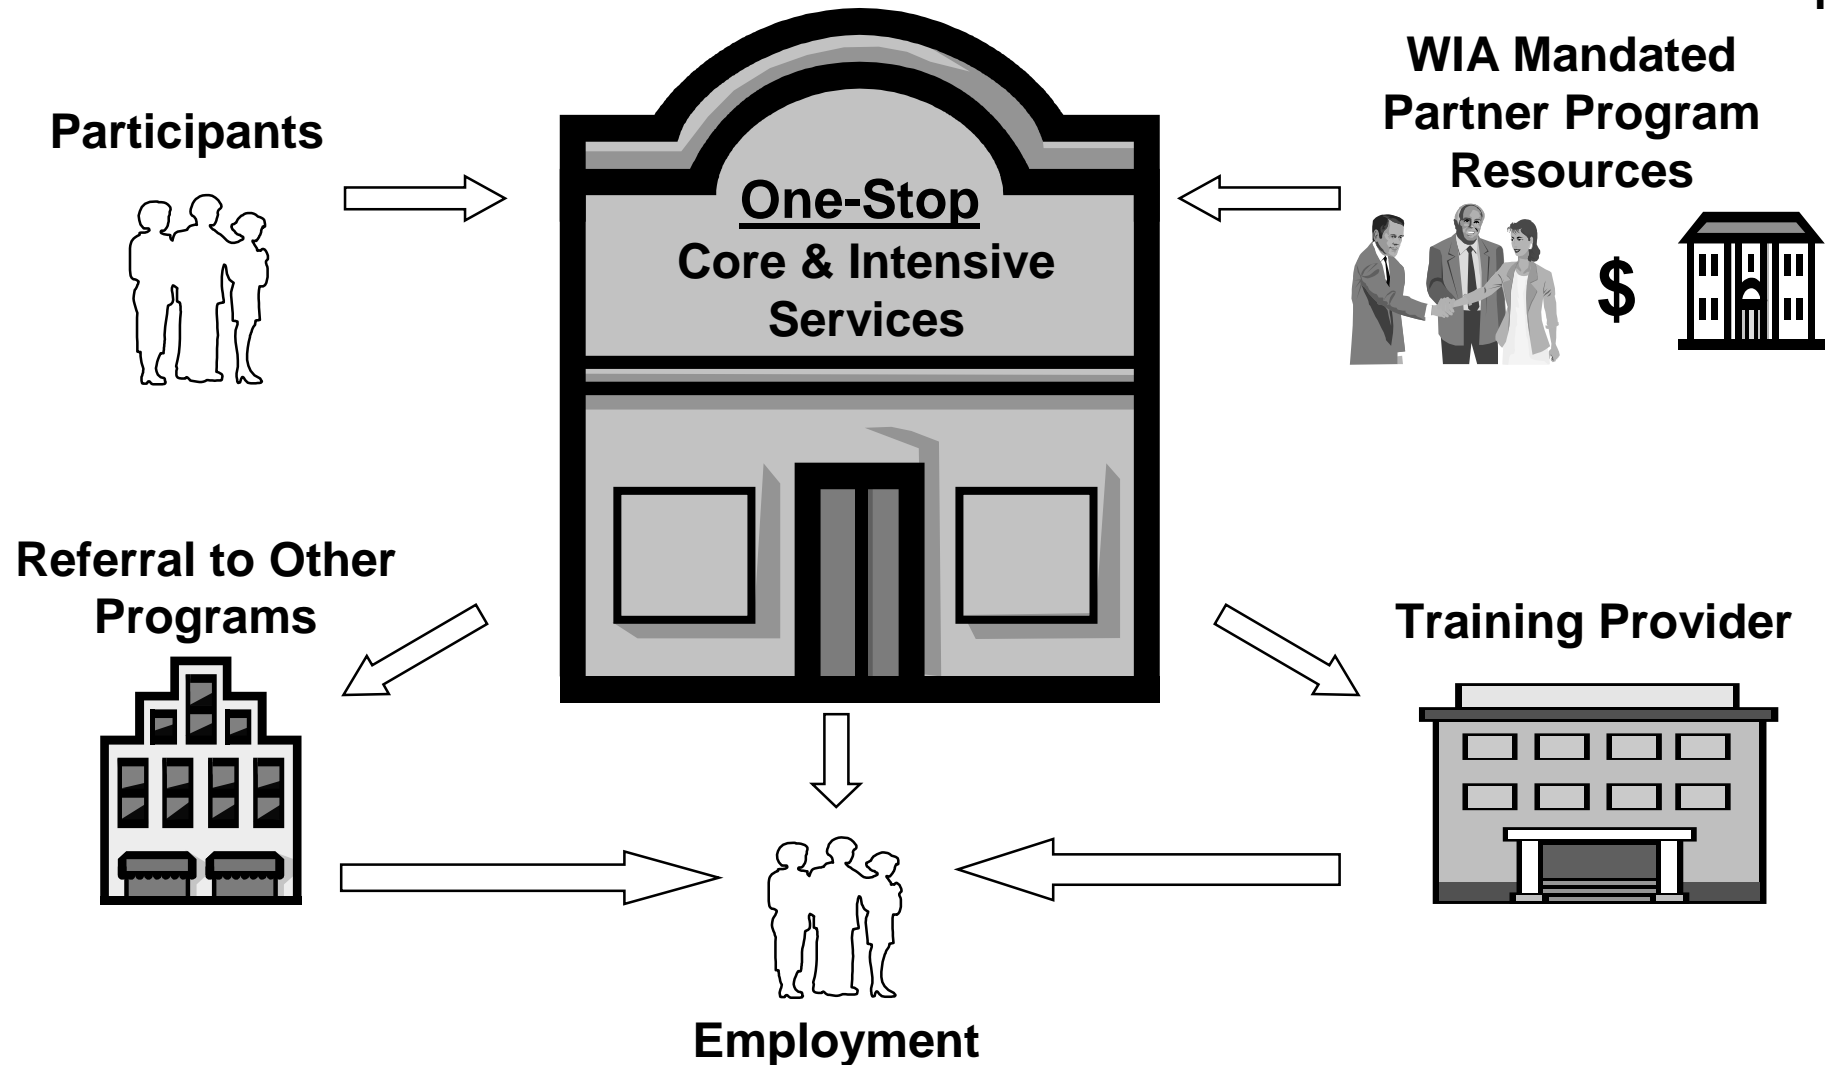 Participants
One-Stop
Core & Intensive
Services
WIA Mandated
Partner Program
Resources
$
Referral to Other
Programs
Training Provider
Employment